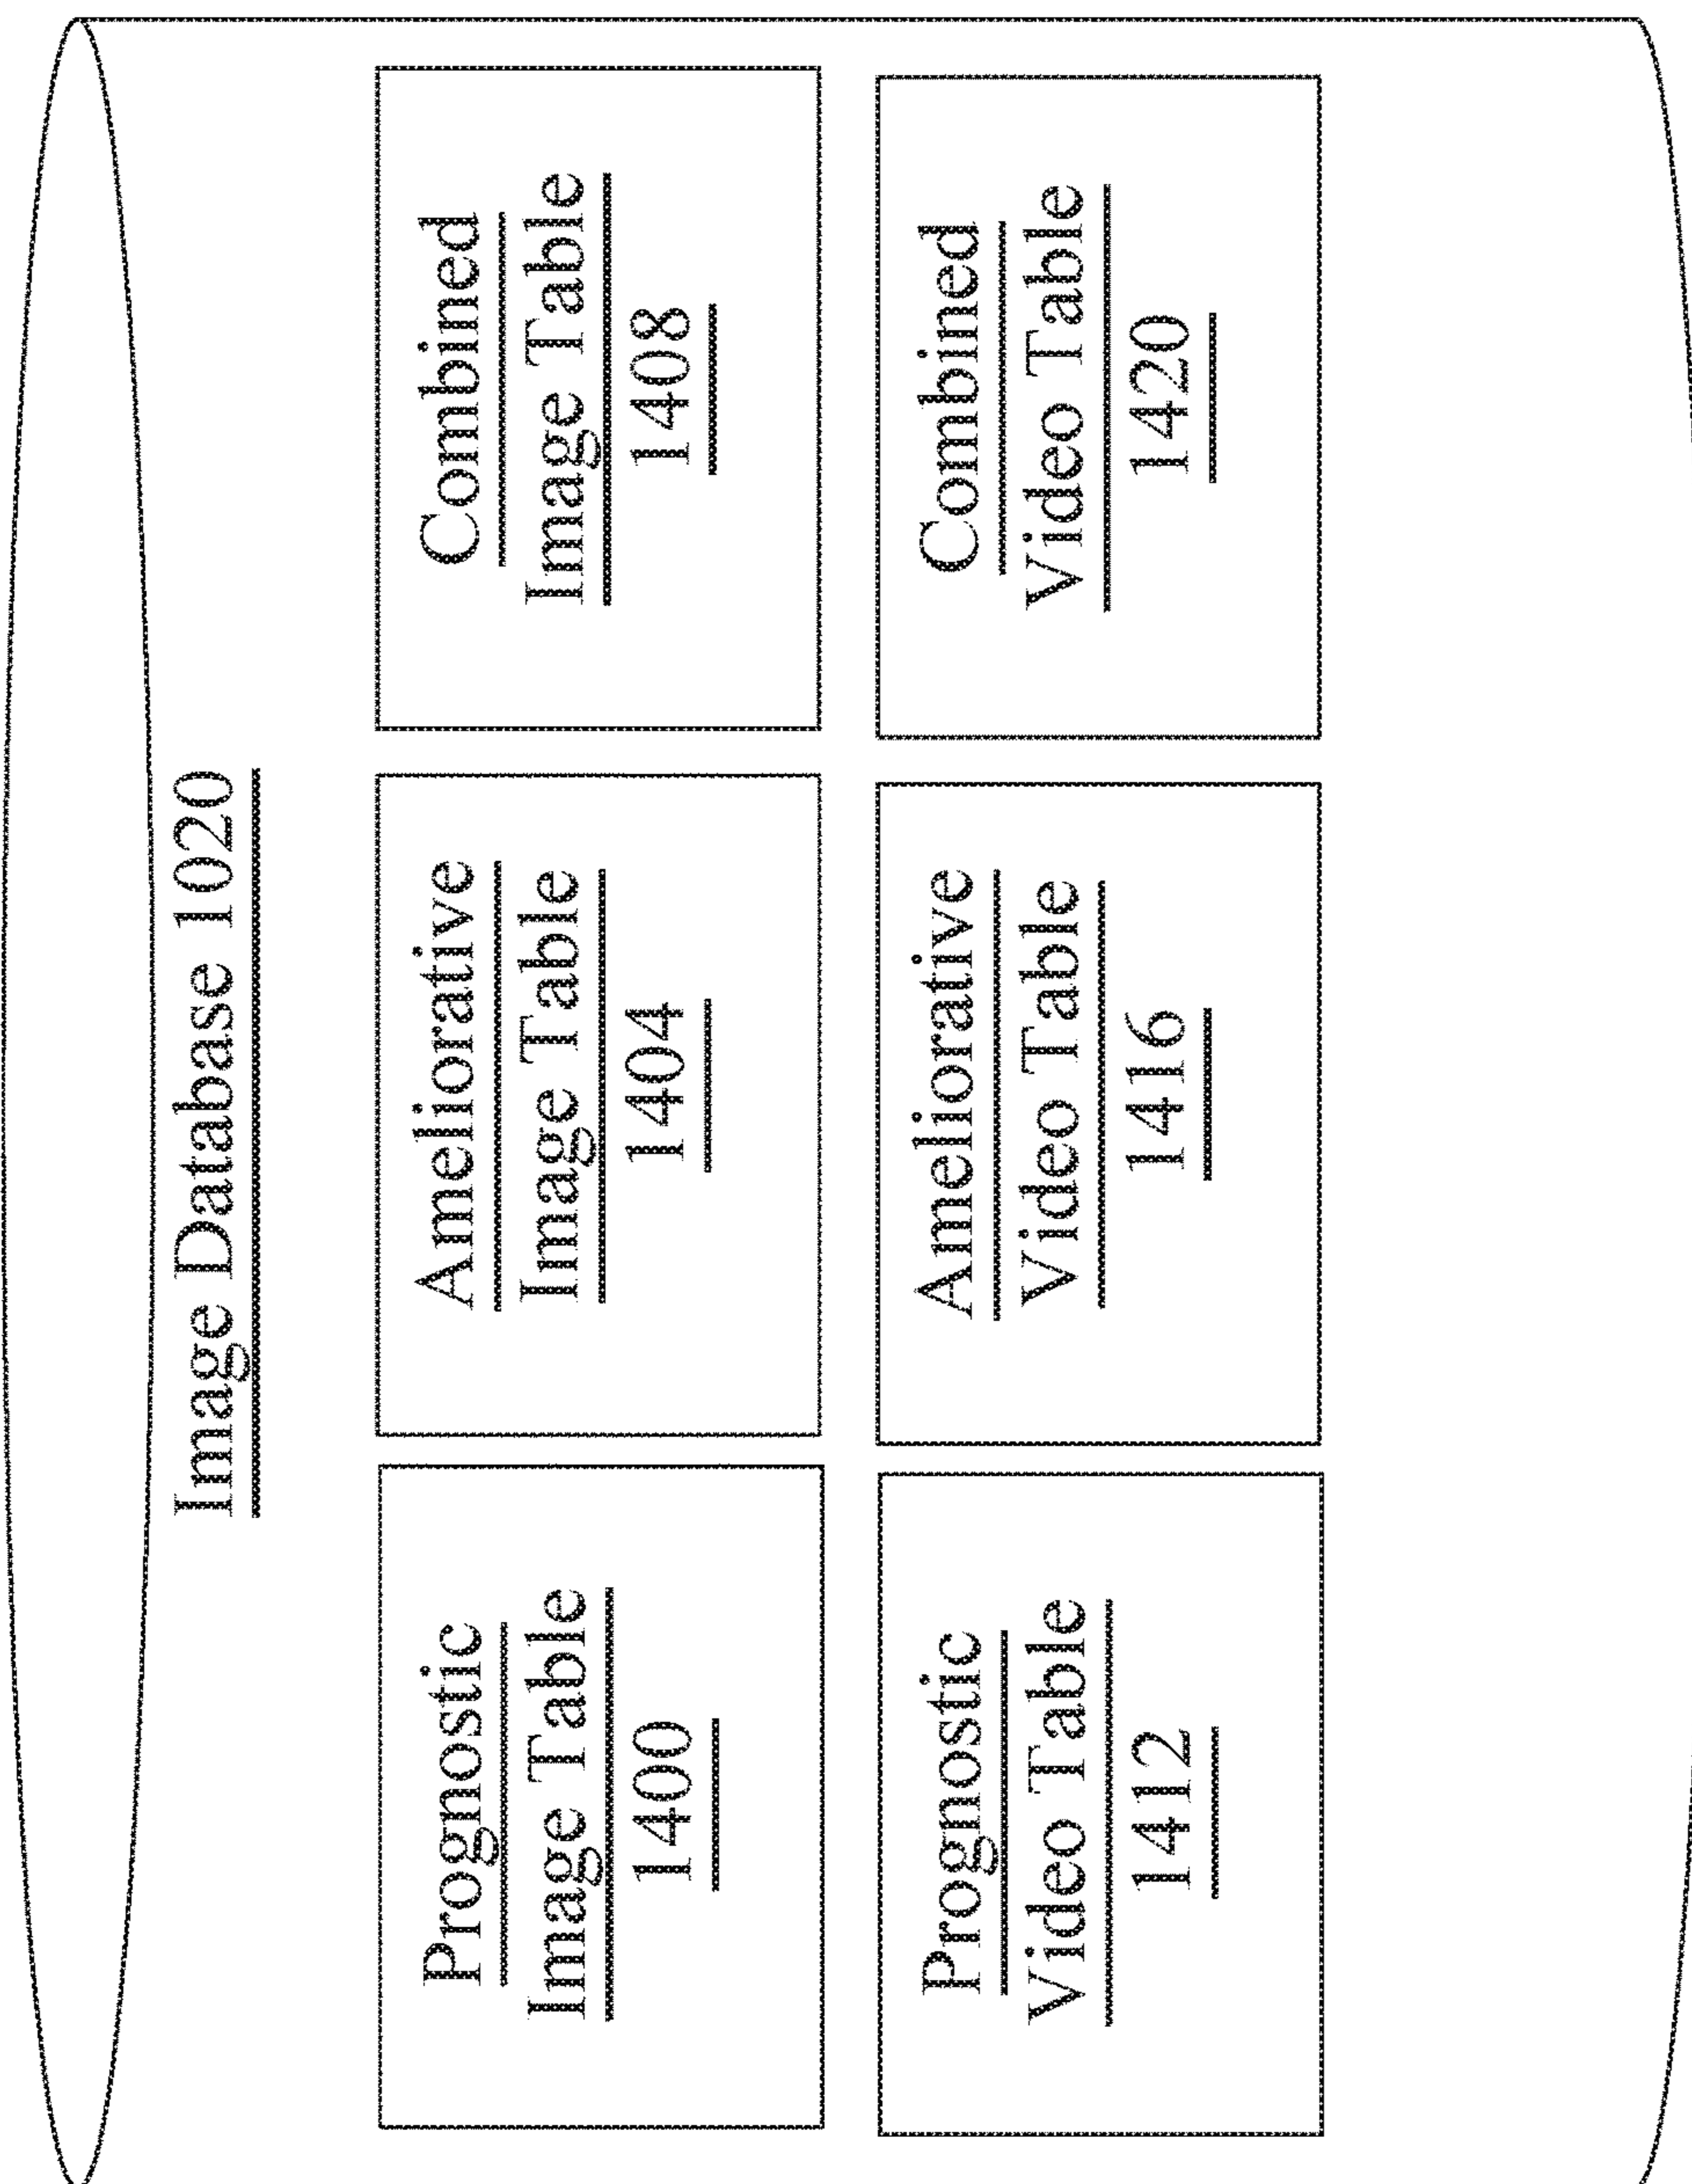 Image Database 1020
Prognostic
Image Table
1400
Ameliorative
Image Table
1404
Combined
Image Table
1408
Prognostic
Video Table
1412
Ameliorative
Video Table
1416
Combined
Video Table
1420